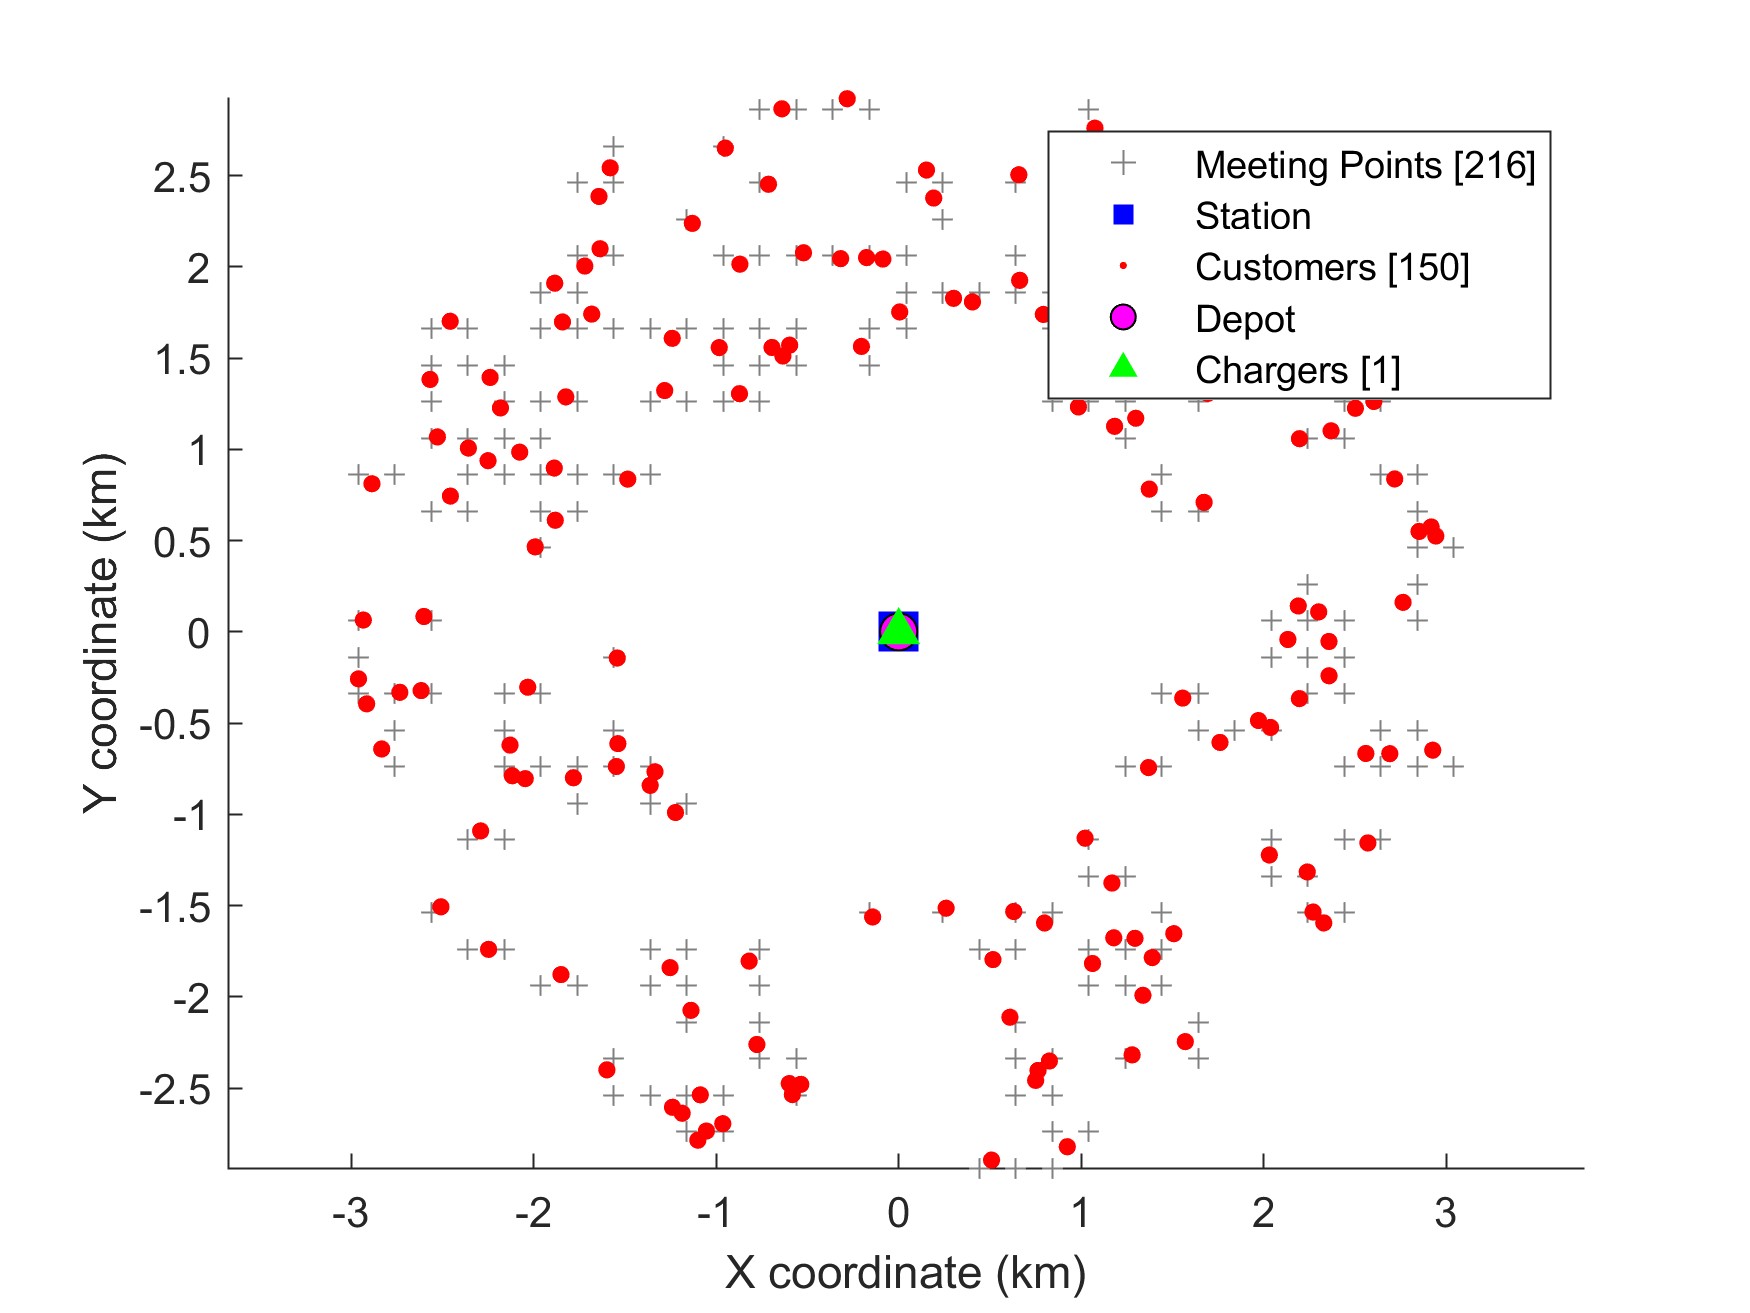 Meeting Points [216]
Station
Customers [150]
Depot
Chargers [1]
2.5
2
1.5
1
0.5
0
-0.5
-1
-1.5
-2
-2.5
Y coordinate (km)
-3 -2 -1 0 1 2 3
X coordinate (km)